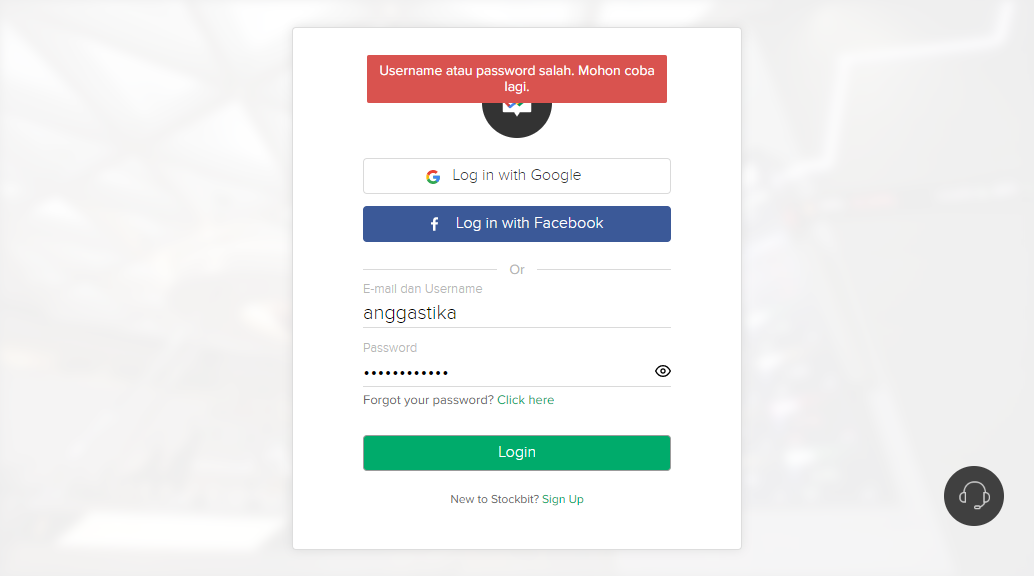 Username atau password salah. Mohon coba
lagi.
Log in with Google
Log in with Facebook
Or
E-mail dan Username
anggastika
Password
••••••••••••
Forgot your password? Click here
Login
New to Stockbit? Sign Up